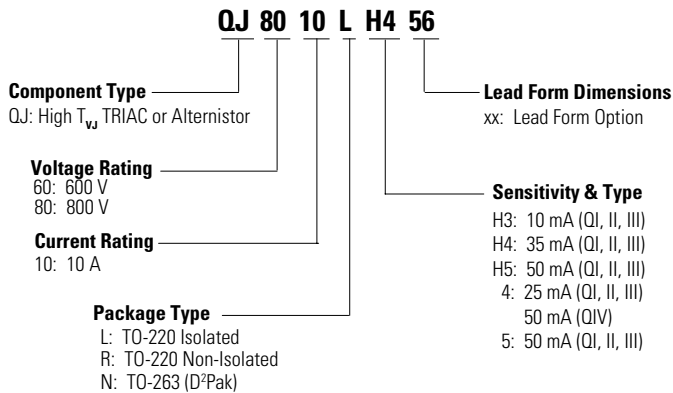 QJ 80 10 L H4 56
Component Type
QJ: High TVJ TRIAC or Alternistor
Voltage Rating
60: 600 V
80: 800 V
Current Rating
10: 10 A
Package Type
L: TO-220 Isolated
R: TO-220 Non-Isolated
N: TO-263 (D²Pak)
Lead Form Dimensions
xx: Lead Form Option
Sensitivity & Type
H3: 10 mA (QI, II, III)
H4: 35 mA (QI, II, III)
H5: 50 mA (QI, II, III)
4: 25 mA (QI, II, III)
50 mA (QIV)
5: 50 mA (QI, II, III)